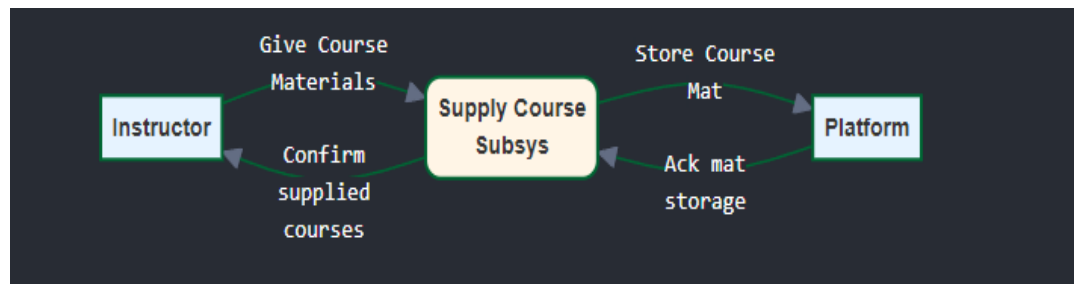 Give Course
Materials
Store Course
Mat
Instructor
Supply Course
Subsys
Platform
Confirm
supplied
courses
Ack mat
storage